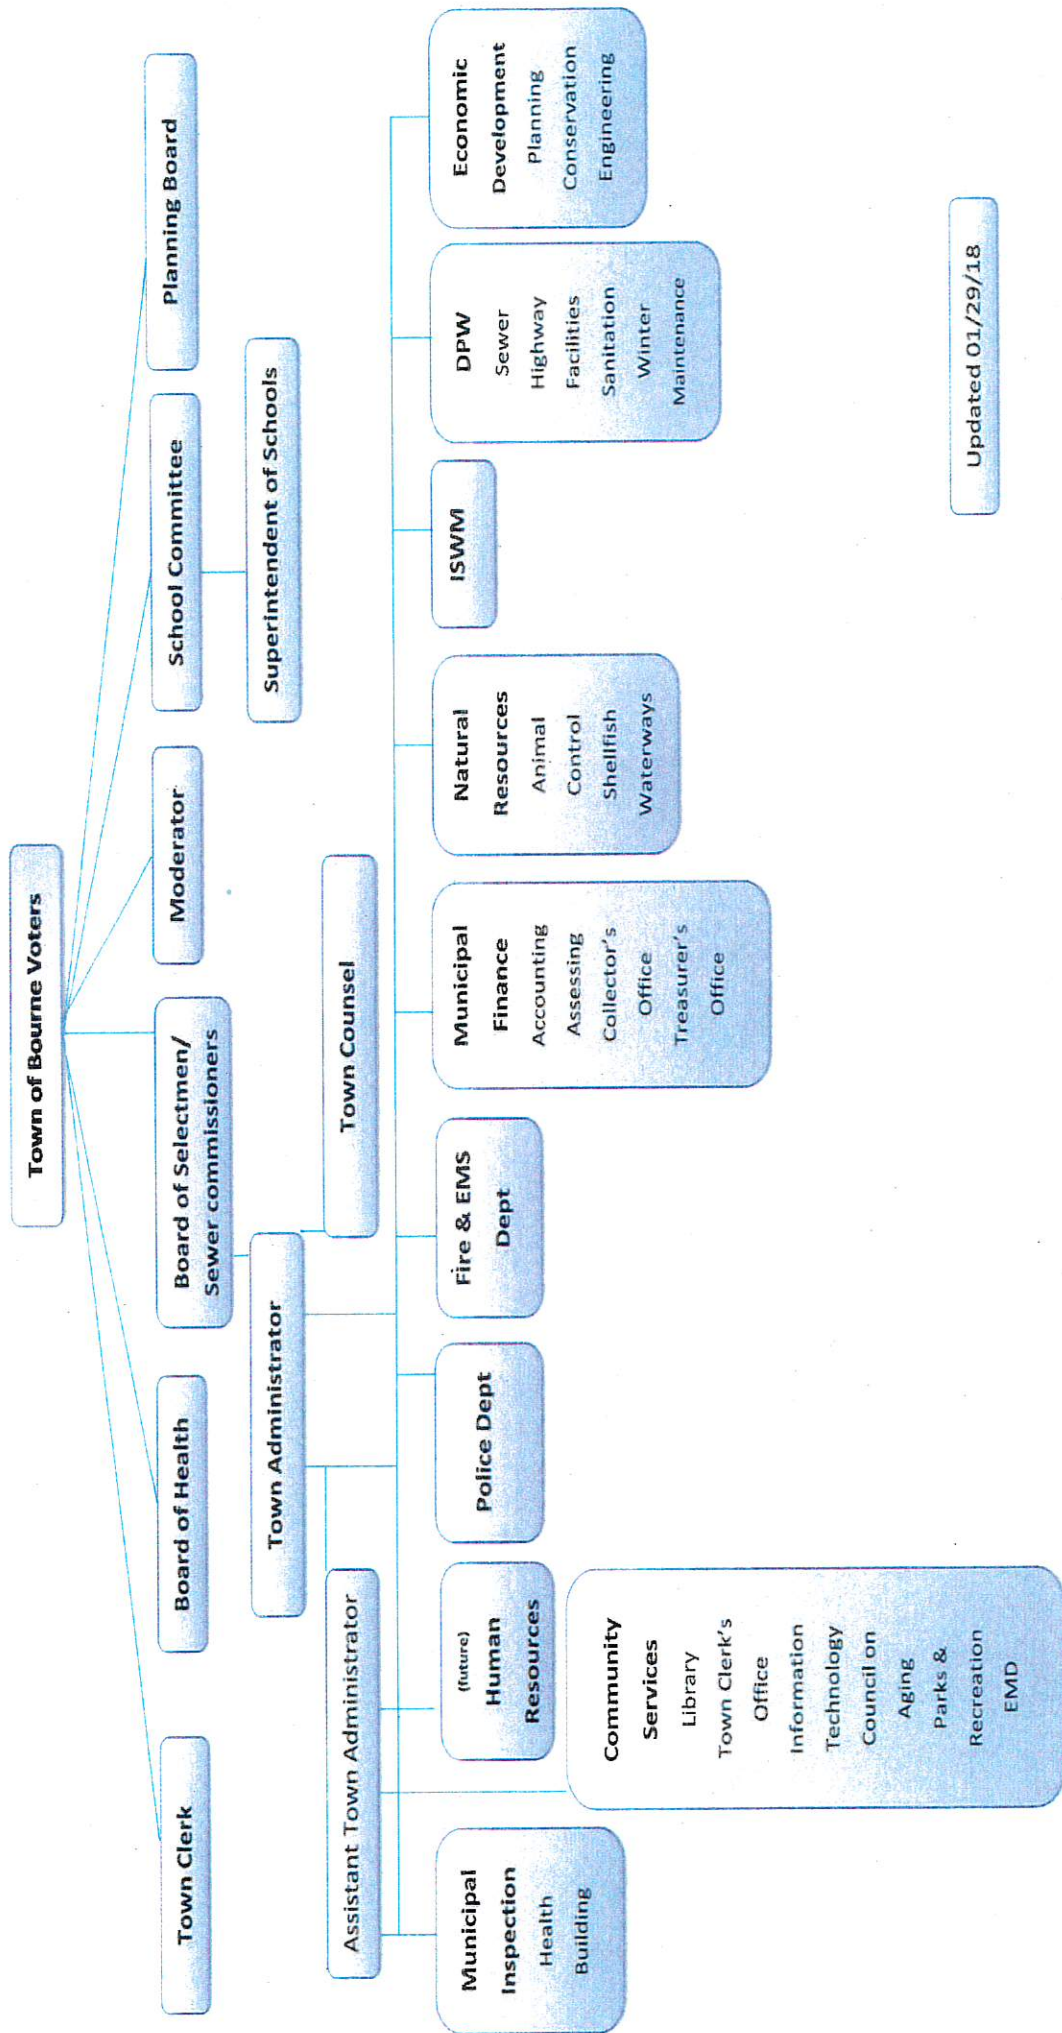 Town of Bourne Voters
Town Clerk
Board of Health
Board of Selectmen/
Sewer commissioners
Moderator
School Committee
Planning Board
Town Administrator
Superintendent of Schools
Assistant Town Administrator
Town Counsel
Municipal
Inspection
Health
Building
Community
Services
Library
Town Clerk's
Office
Information
Technology
Council on
Aging
Parks &
Recreation
EMD
(future)
Human
Resources
Police Dept
Fire & EMS
Dept
Municipal
Finance
Accounting
Assessing
Collector's
Office
Treasurer's
Office
Natural
Resources
Animal
Control
Shellfish
Waterways
ISWM
DPW
Sewer
Highway
Facilities
Sanitation
Winter
Maintenance
Economic
Development
Planning
Conservation
Engineering
Updated 01/29/18